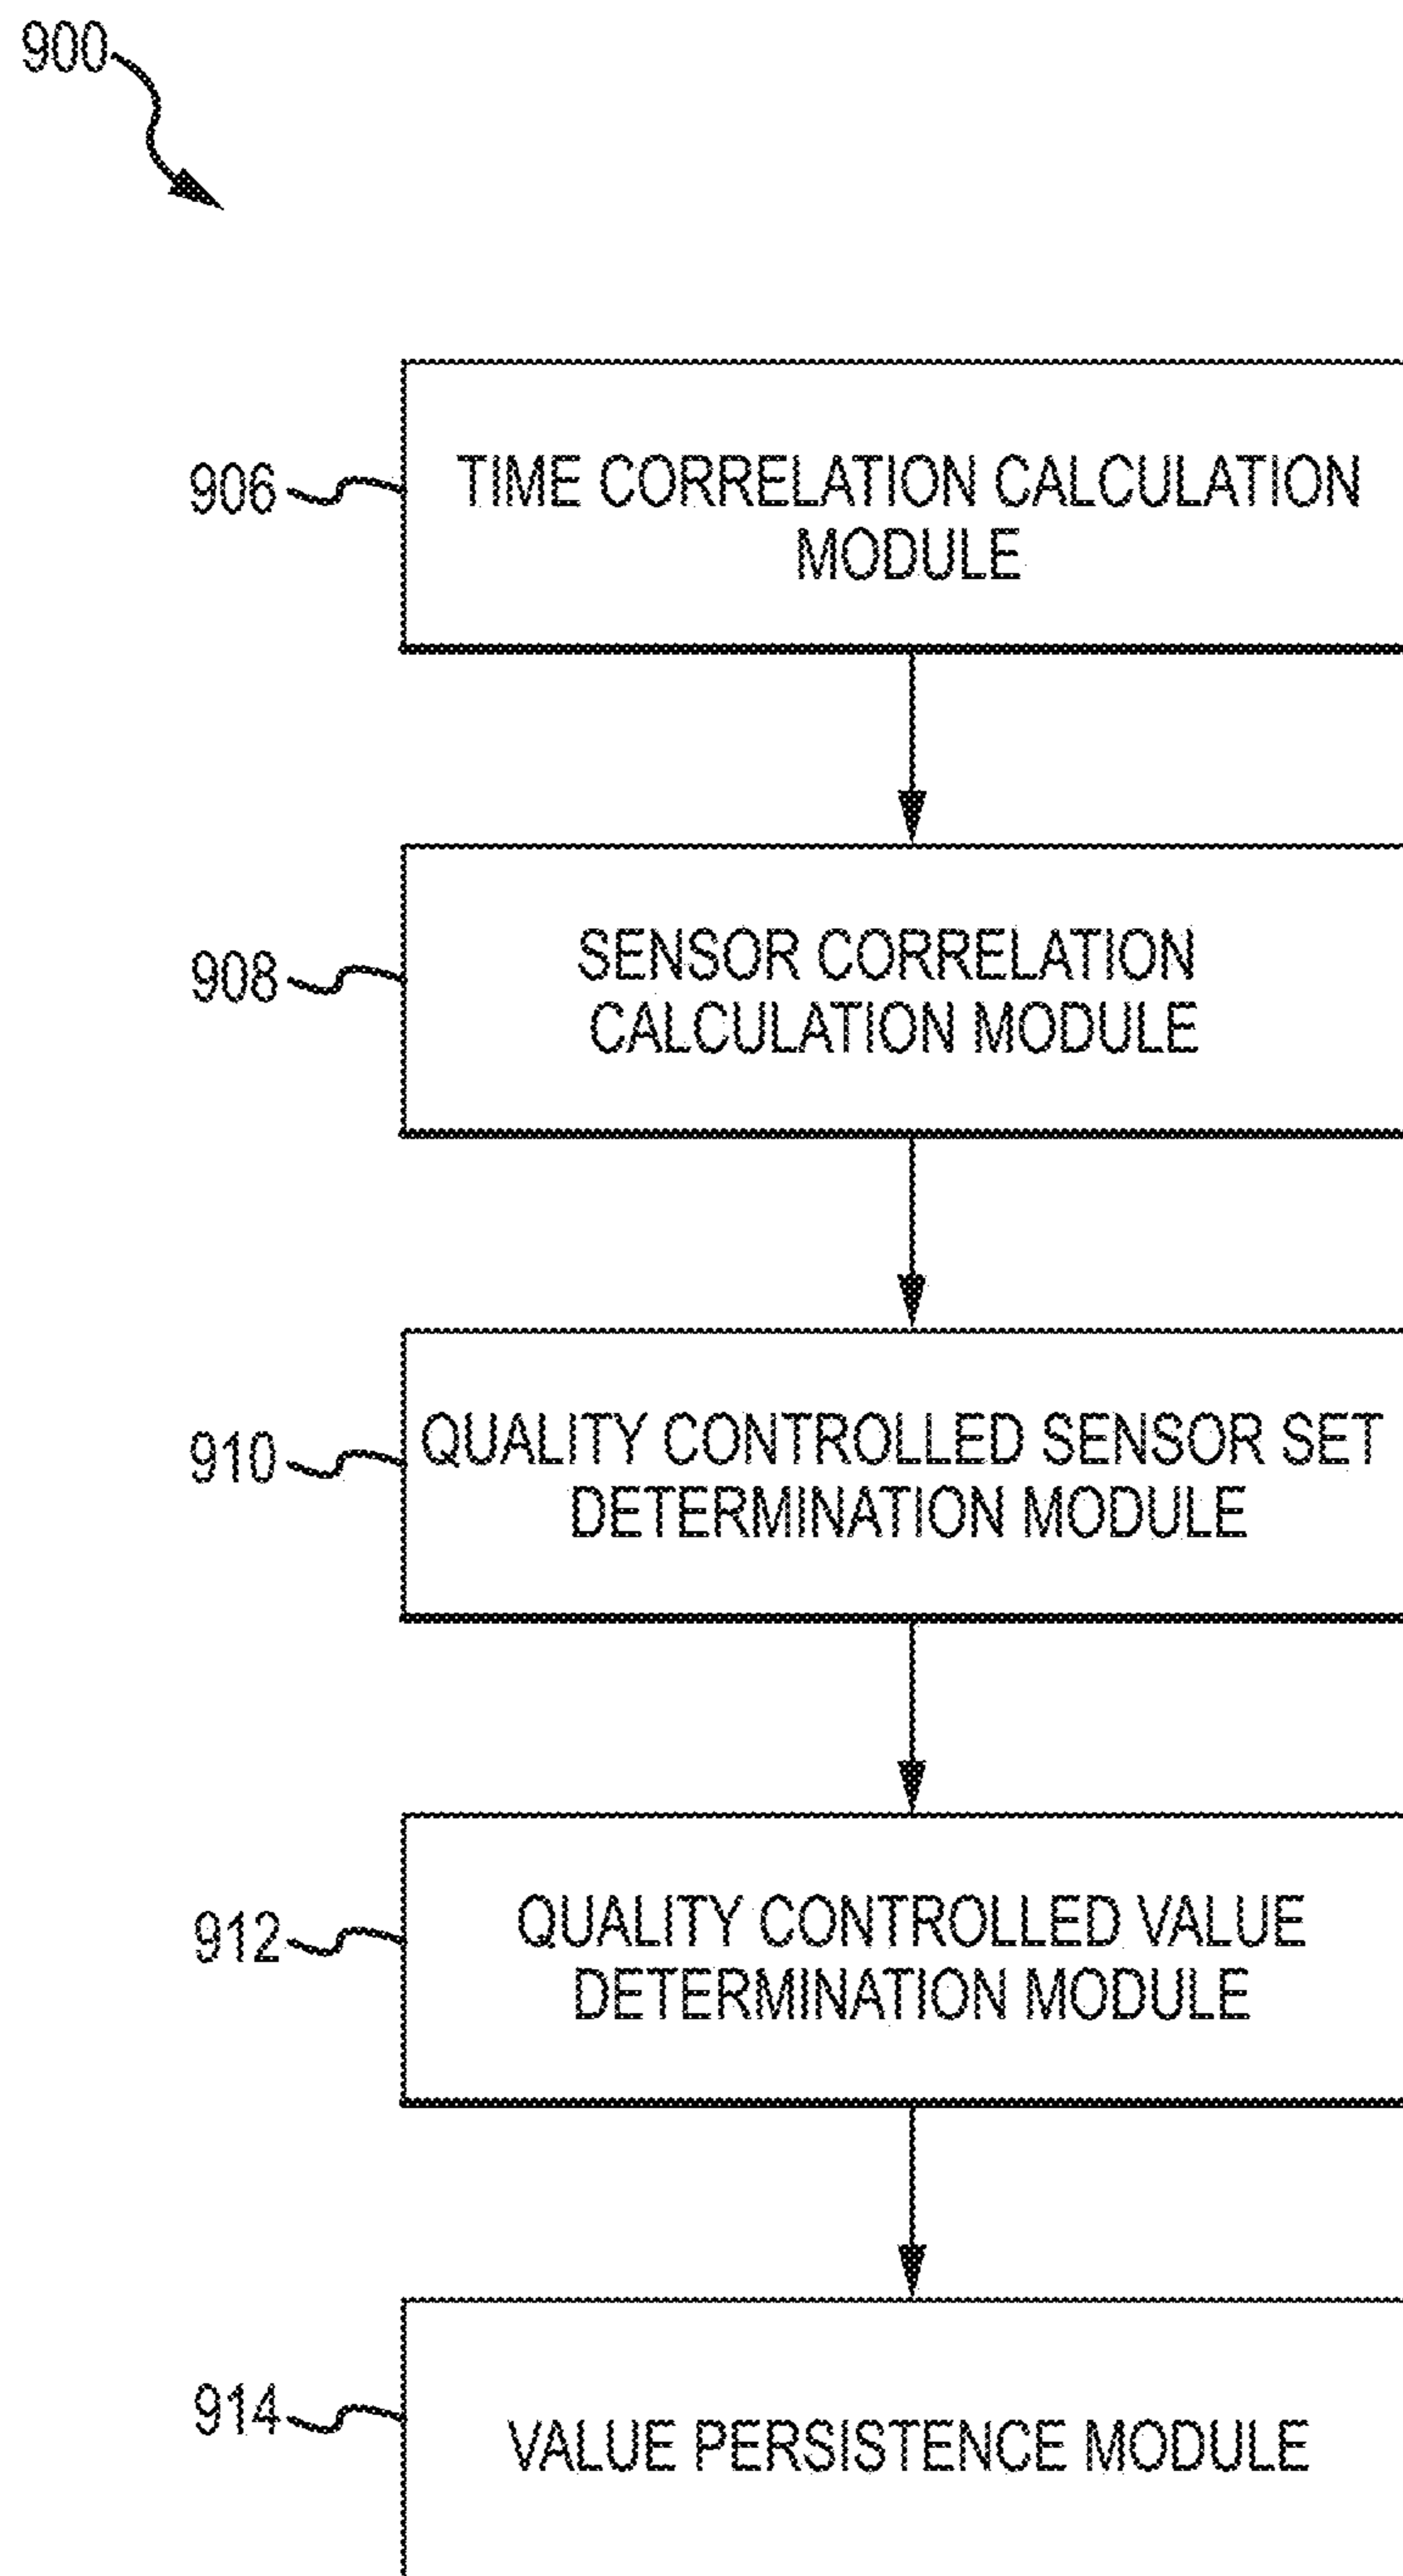 900
906
TIME CORRELATION CALCULATION
MODULE
908
SENSOR CORRELATION
CALCULATION MODULE
910
QUALITY CONTROLLED SENSOR SET
DETERMINATION MODULE
912
QUALITY CONTROLLED VALUE
DETERMINATION MODULE
914
VALUE PERSISTENCE MODULE